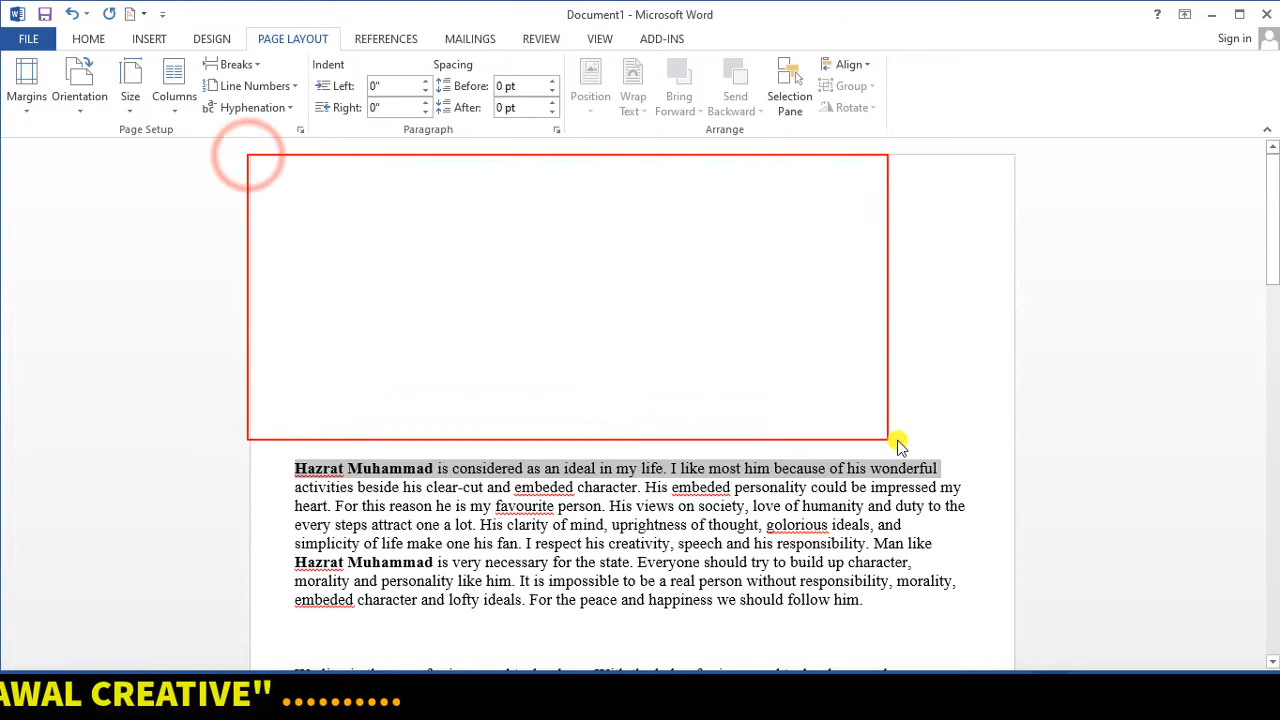 Document1 - Microsoft Word
FILE HOME INSERT DESIGN PAGE LAYOUT REFERENCES MAILINGS REVIEW VIEW ADD-INS Sign in
Margins Orientation Size Columns
Breaks
Line Numbers
Hyphenation
Page Setup
Indent Spacing
Left: 0" Before: 0 pt
Right: 0" After: 0 pt
Paragraph
Position Wrap Text Bring Forward Send Backward Selection Pane
Align
Group
Rotate
Arrange
Hazrat Muhammad is considered as an ideal in my life. I like most him because of his wonderful
activities beside his clear-cut and embeded character. His embeded personality could be impressed my
heart. For this reason he is my favourite person. His views on society, love of humanity and duty to the
every steps attract one a lot. His clarity of mind, uprightness of thought, golorious ideals, and
simplicity of life make one his fan. I respect his creativity, speech and his responsibility. Man like
Hazrat Muhammad is very necessary for the state. Everyone should try to build up character,
morality and personality like him. It is impossible to be a real person without responsibility, morality,
embeded character and lofty ideals. For the peace and happiness we should follow him.
AWAL CREATIVE" ..........